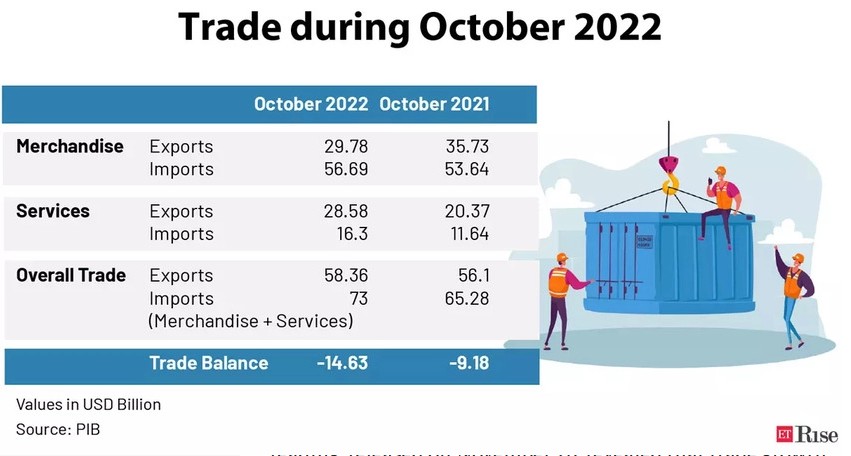 Trade during October 2022
October 2022 October 2021
Merchandise Exports 29.78 35.73
Imports 56.69 53.64
Services Exports 28.58 20.37
Imports 16.3 11.64
Overall Trade Exports 58.36 56.1
Imports 73 65.28
(Merchandise + Services)
Trade Balance -14.63 -9.18
Values in USD Billion
Source: PIB
ET Rise